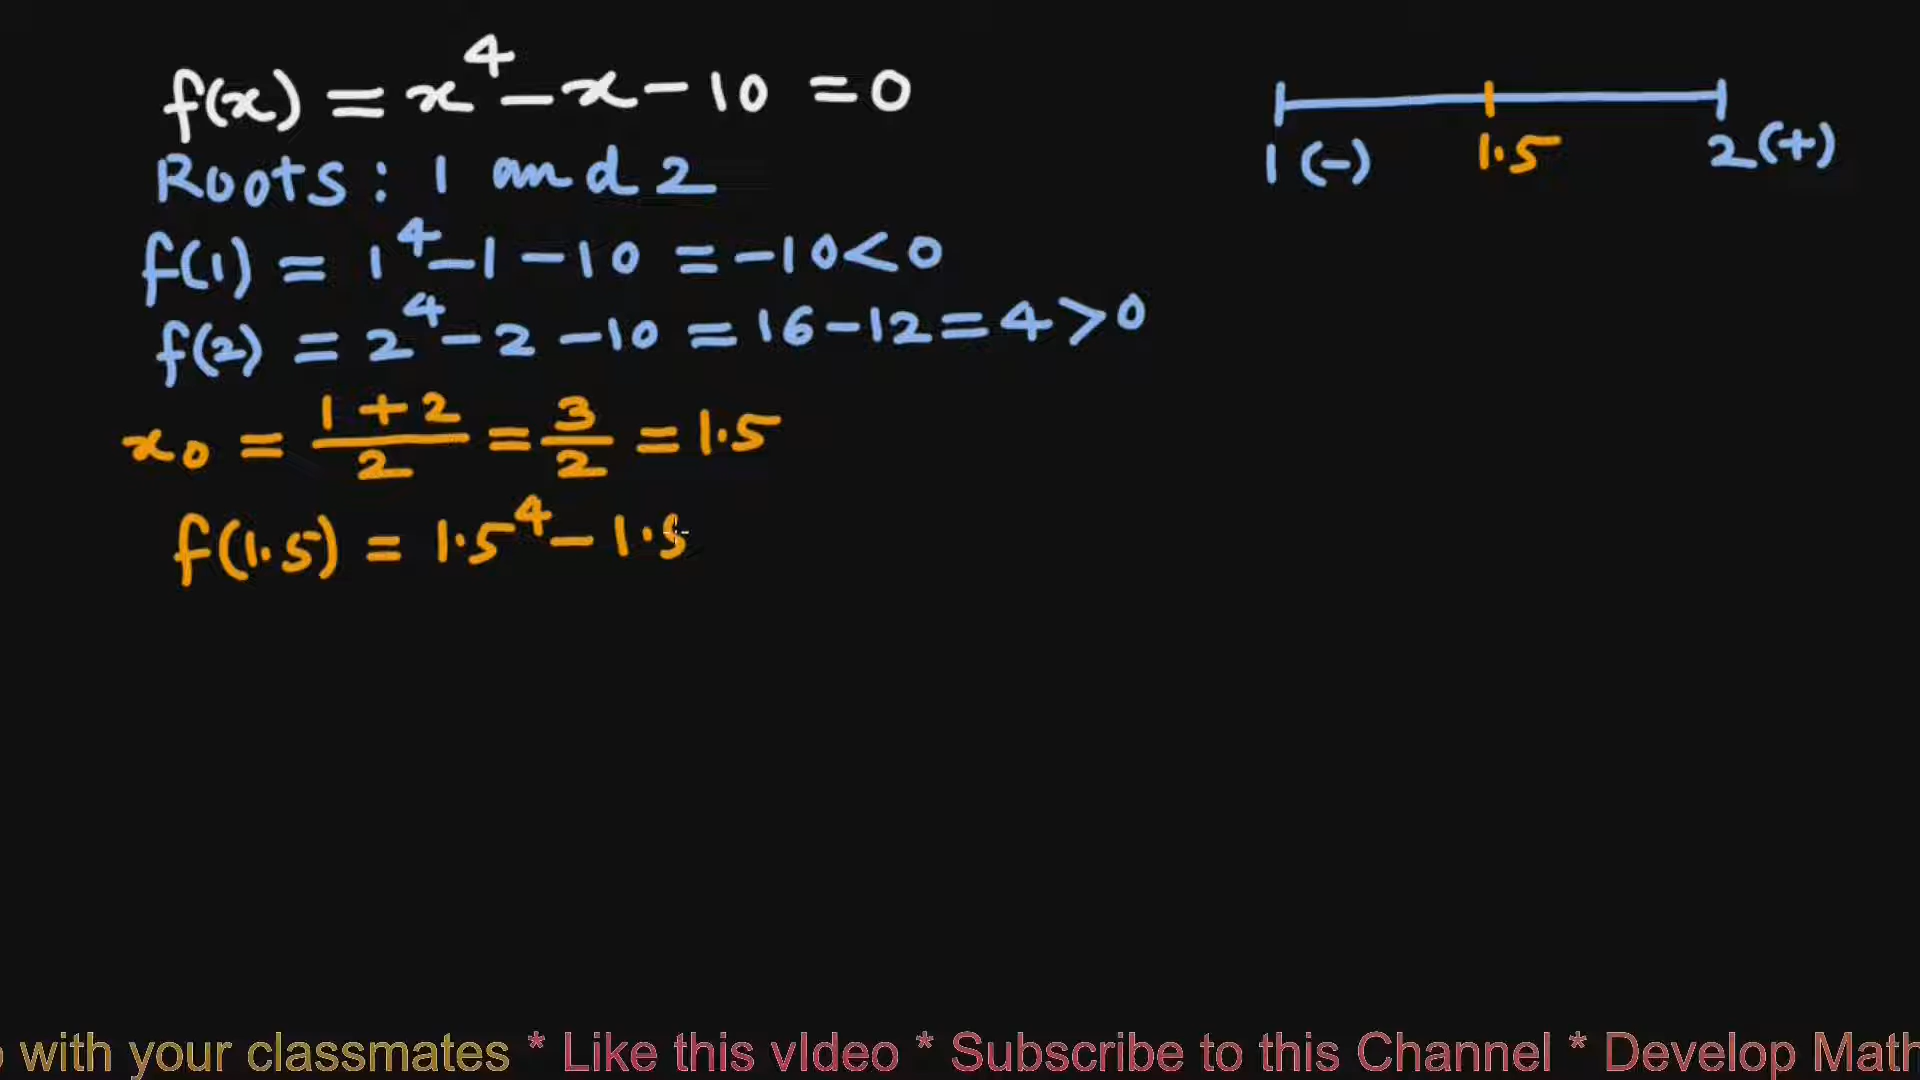 f(x) = x⁴ - x - 10 = 0
Roots: 1 and 2
f(1) = 1⁴ - 1 - 10 = -10 < 0
f(2) = 2⁴ - 2 - 10 = 16 - 12 = 4 > 0
x₀ = (1 + 2)/2 = 3/2 = 1.5
f(1.5) = 1.5⁴ - 1.5
1 (-) 1.5 2 (+)
with your classmates * Like this vIdeo * Subscribe to this Channel * Develop Math